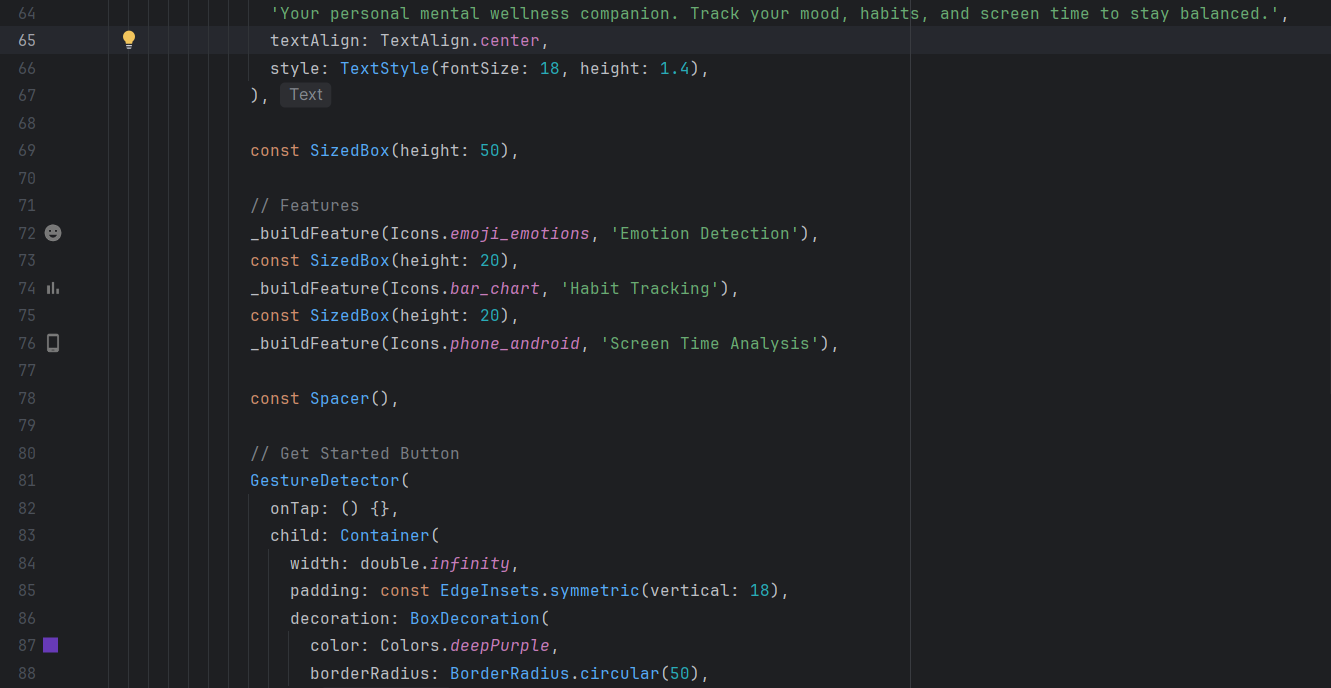 64 'Your personal mental wellness companion. Track your mood, habits, and screen time to stay balanced.',
65 textAlign: TextAlign.center,
66 style: TextStyle(fontSize: 18, height: 1.4),
67 ), Text
68
69 const SizedBox(height: 50),
70
71 // Features
72 _buildFeature(Icons.emoji_emotions, 'Emotion Detection'),
73 const SizedBox(height: 20),
74 _buildFeature(Icons.bar_chart, 'Habit Tracking'),
75 const SizedBox(height: 20),
76 _buildFeature(Icons.phone_android, 'Screen Time Analysis'),
77
78 const Spacer(),
79
80 // Get Started Button
81 GestureDetector(
82 onTap: () {},
83 child: Container(
84 width: double.infinity,
85 padding: const EdgeInsets.symmetric(vertical: 18),
86 decoration: BoxDecoration(
87 color: Colors.deepPurple,
88 borderRadius: BorderRadius.circular(50),